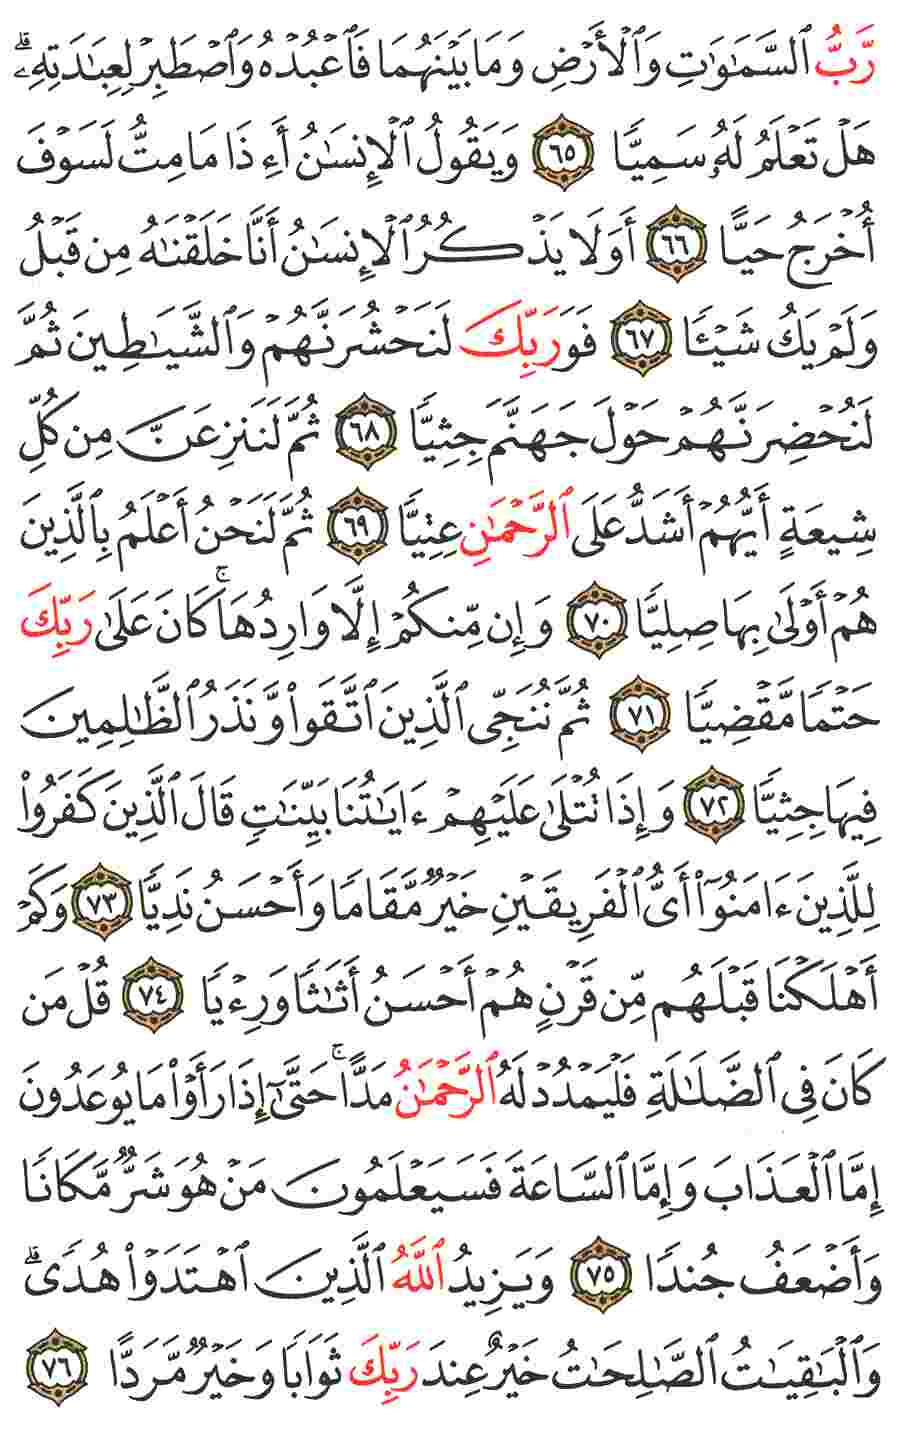 رَّبُّ ٱلسَّمَٰوَٰتِ وَٱلْأَرْضِ وَمَا بَيْنَهُمَا فَٱعْبُدْهُ وَٱصْطَبِرْ لِعِبَٰدَتِهِۦ ۚ
هَلْ تَعْلَمُ لَهُۥ سَمِيًّا ٦٥ وَيَقُولُ ٱلْإِنسَٰنُ أَءِذَا مَا مِتُّ لَسَوْفَ
أُخْرَجُ حَيًّا ٦٦ أَوَلَا يَذْكُرُ ٱلْإِنسَٰنُ أَنَّا خَلَقْنَٰهُ مِن قَبْلُ
وَلَمْ يَكُ شَيْـًٔا ٦٧ فَوَرَبِّكَ لَنَحْشُرَنَّهُمْ وَٱلشَّيَٰطِينَ ثُمَّ
لَنُحْضِرَنَّهُمْ حَوْلَ جَهَنَّمَ جِثِيًّا ٦٨ ثُمَّ لَنَنزِعَنَّ مِن كُلِّ
شِيعَةٍ أَيُّهُمْ أَشَدُّ عَلَى ٱلرَّحْمَٰنِ عِتِيًّا ٦٩ ثُمَّ لَنَحْنُ أَعْلَمُ بِٱلَّذِينَ
هُمْ أَوْلَىٰ بِهَا صِلِيًّا ٧٠ وَإِن مِّنكُمْ إِلَّا وَارِدُهَا ۚ كَانَ عَلَىٰ رَبِّكَ
حَتْمًا مَّقْضِيًّا ٧١ ثُمَّ نُنَجِّى ٱلَّذِينَ ٱتَّقَوا۟ وَّنَذَرُ ٱلظَّٰلِمِينَ
فِيهَا جِثِيًّا ٧٢ وَإِذَا تُتْلَىٰ عَلَيْهِمْ ءَايَٰتُنَا بَيِّنَٰتٍ قَالَ ٱلَّذِينَ كَفَرُوا۟
لِلَّذِينَ ءَامَنُوٓا۟ أَىُّ ٱلْفَرِيقَيْنِ خَيْرٌ مَّقَامًا وَأَحْسَنُ نَدِيًّا ٧٣ وَكَمْ
أَهْلَكْنَا قَبْلَهُم مِّن قَرْنٍ هُمْ أَحْسَنُ أَثَٰثًا وَرِءْيًا ٧٤ قُلْ مَن
كَانَ فِى ٱلضَّلَٰلَةِ فَلْيَمْدُدْ لَهُ ٱلرَّحْمَٰنُ مَدًّا ۚ حَتَّىٰٓ إِذَا رَأَوْا۟ مَا يُوعَدُونَ
إِمَّا ٱلْعَذَابَ وَإِمَّا ٱلسَّاعَةَ فَسَيَعْلَمُونَ مَنْ هُوَ شَرٌّ مَّكَانًا
وَأَضْعَفُ جُندًا ٧٥ وَيَزِيدُ ٱللَّهُ ٱلَّذِينَ ٱهْتَدَوْا۟ هُدًى ۗ
وَٱلْبَٰقِيَٰتُ ٱلصَّٰلِحَٰتُ خَيْرٌ عِندَ رَبِّكَ ثَوَابًا وَخَيْرٌ مَّرَدًّا ٧٦